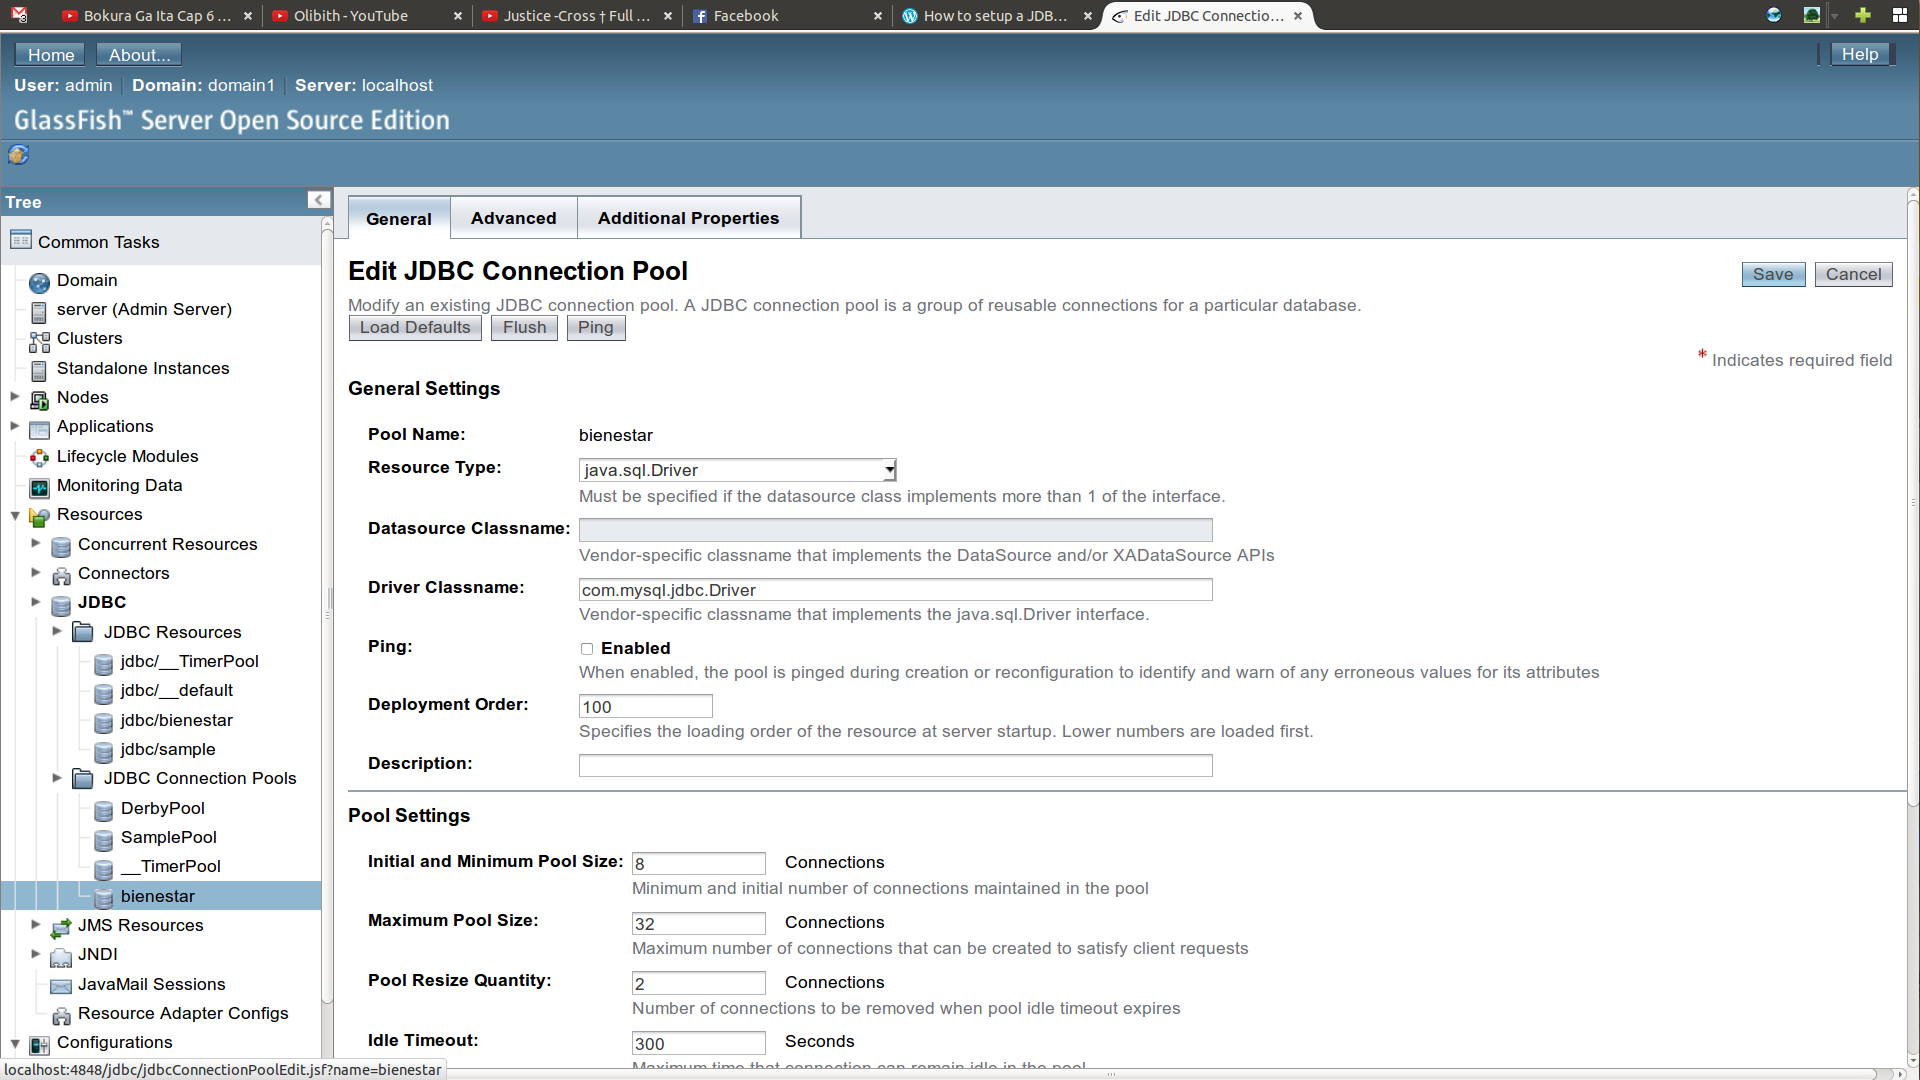 Bokura Ga Ita Cap 6 ...
Olibith - YouTube
Justice -Cross † Full ...
Facebook
How to setup a JDB...
Edit JDBC Connectio...
Home
About...
Help
User: admin
Domain: domain1
Server: localhost
GlassFish™ Server Open Source Edition
Tree
Common Tasks
Domain
server (Admin Server)
Clusters
Standalone Instances
Nodes
Applications
Lifecycle Modules
Monitoring Data
Resources
Concurrent Resources
Connectors
JDBC
JDBC Resources
jdbc/__TimerPool
jdbc/__default
jdbc/bienestar
jdbc/sample
JDBC Connection Pools
DerbyPool
SamplePool
__TimerPool
bienestar
JMS Resources
JNDI
JavaMail Sessions
Resource Adapter Configs
Configurations
localhost:4848/jdbc/jdbcConnectionPoolEdit.jsf?name=bienestar
General
Advanced
Additional Properties
Edit JDBC Connection Pool
Save
Cancel
Modify an existing JDBC connection pool. A JDBC connection pool is a group of reusable connections for a particular database.
Load Defaults
Flush
Ping
* Indicates required field
General Settings
Pool Name: bienestar
Resource Type: java.sql.Driver
Must be specified if the datasource class implements more than 1 of the interface.
Datasource Classname:
Vendor-specific classname that implements the DataSource and/or XADataSource APIs
Driver Classname: com.mysql.jdbc.Driver
Vendor-specific classname that implements the java.sql.Driver interface.
Ping: Enabled
When enabled, the pool is pinged during creation or reconfiguration to identify and warn of any erroneous values for its attributes
Deployment Order: 100
Specifies the loading order of the resource at server startup. Lower numbers are loaded first.
Description:
Pool Settings
Initial and Minimum Pool Size: 8 Connections
Minimum and initial number of connections maintained in the pool
Maximum Pool Size: 32 Connections
Maximum number of connections that can be created to satisfy client requests
Pool Resize Quantity: 2 Connections
Number of connections to be removed when pool idle timeout expires
Idle Timeout: 300 Seconds
Maximum time that connection can remain idle in the pool